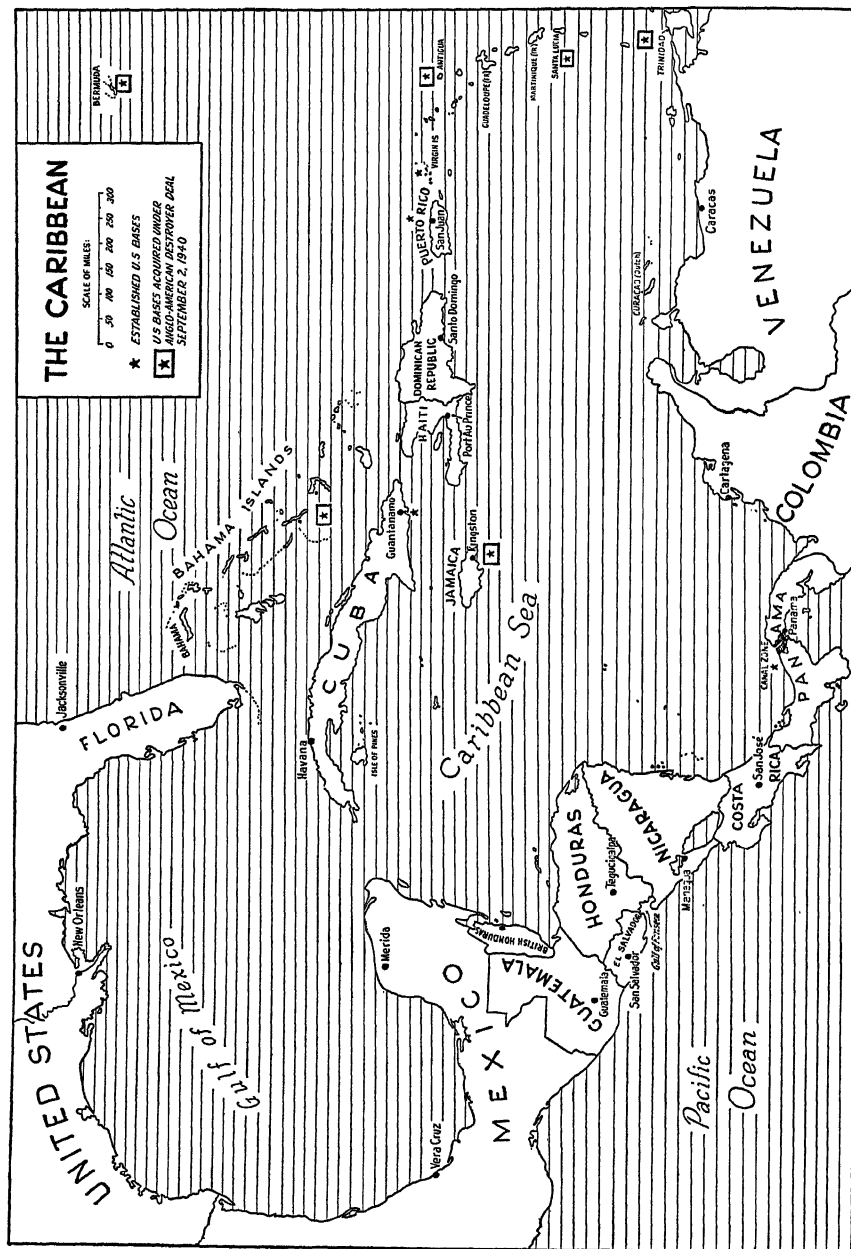 THE CARIBBEAN
SCALE OF MILES:
0 50 100 150 200 250 300
★ ESTABLISHED U.S BASES
★ U S BASES ACQUIRED UNDER
ANGLO-AMERICAN DESTROYER DEAL
SEPTEMBER 2, 1940
BERMUDA
UNITED STATES
New Orleans
Jacksonville
FLORIDA
Gulf of Mexico
Atlantic
Ocean
BAHAMA ISLANDS
BAHAMA
Havana
CUBA
ISLE OF PINES
Guantanamo
HAITI
Port Au Prince
DOMINICAN
REPUBLIC
Santo Domingo
PUERTO RICO
San Juan
VIRGIN IS
ANTIGUA
GUADELOUPE (FR)
MARTINIQUE (FR)
SANTA LUCIA
TRINIDAD
JAMAICA
Kingston
Caribbean Sea
Merida
MEXICO
Vera Cruz
BRITISH HONDURAS
GUATEMALA
Guatemala
HONDURAS
Tegucigalpa
EL SALVADOR
San Salvador
Gulf of Fonseca
NICARAGUA
Managua
COSTA
RICA
San José
CANAL ZONE
PANAMA
Panama
Cartagena
COLOMBIA
CURACAO (Dutch)
Caracas
VENEZUELA
Pacific
Ocean